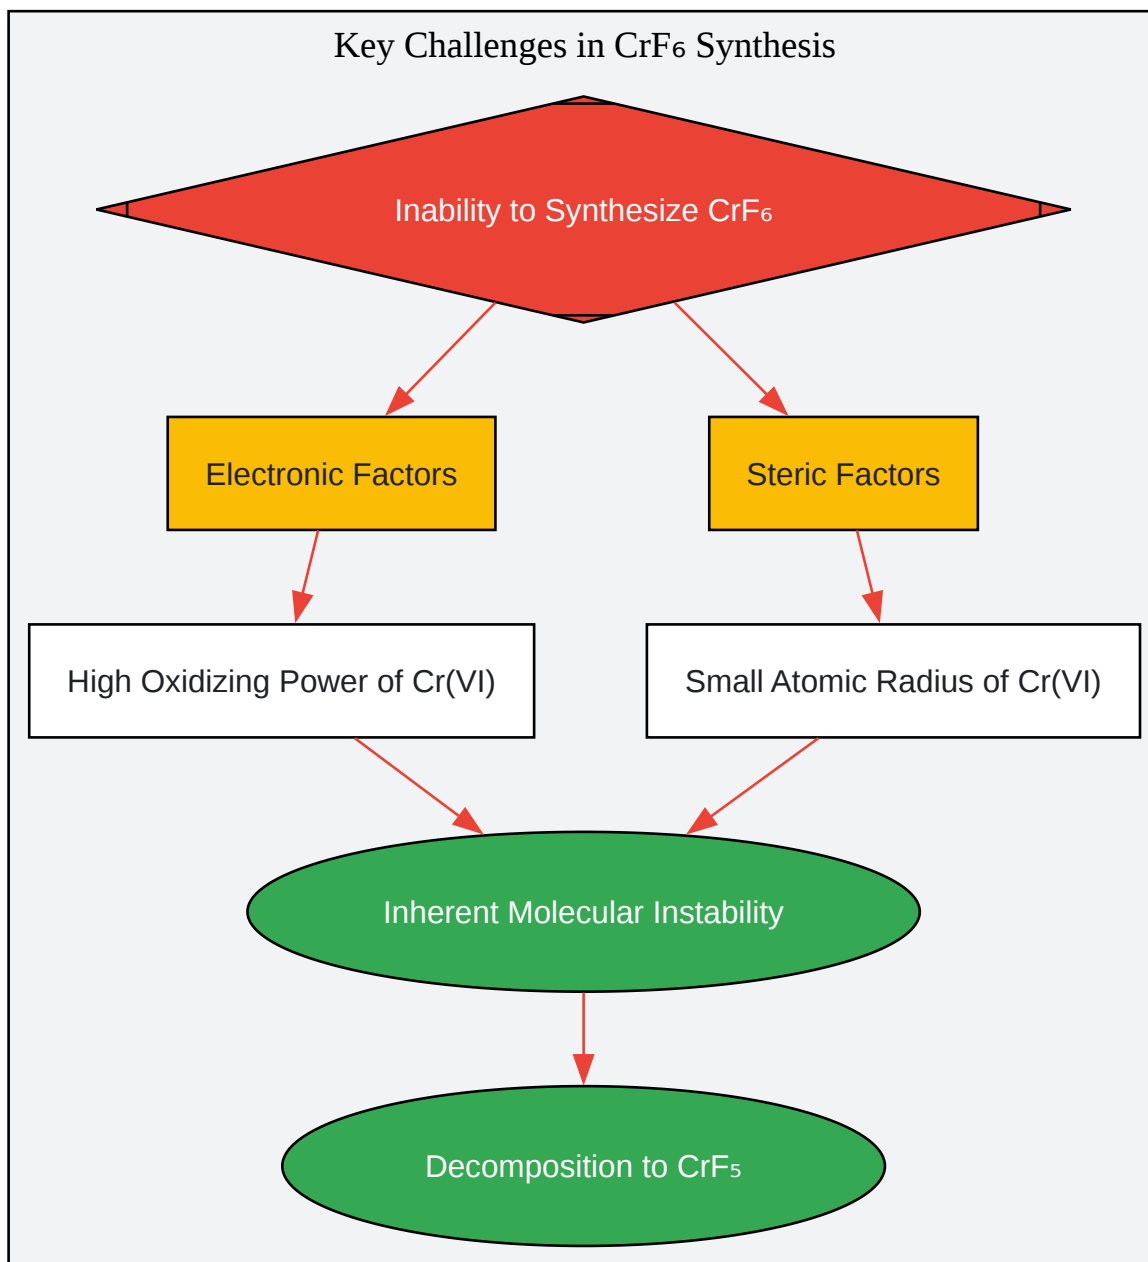 Key Challenges in CrF₆ Synthesis
Inability to Synthesize CrF₆
Electronic Factors
Steric Factors
High Oxidizing Power of Cr(VI)
Small Atomic Radius of Cr(VI)
Inherent Molecular Instability
Decomposition to CrF₅